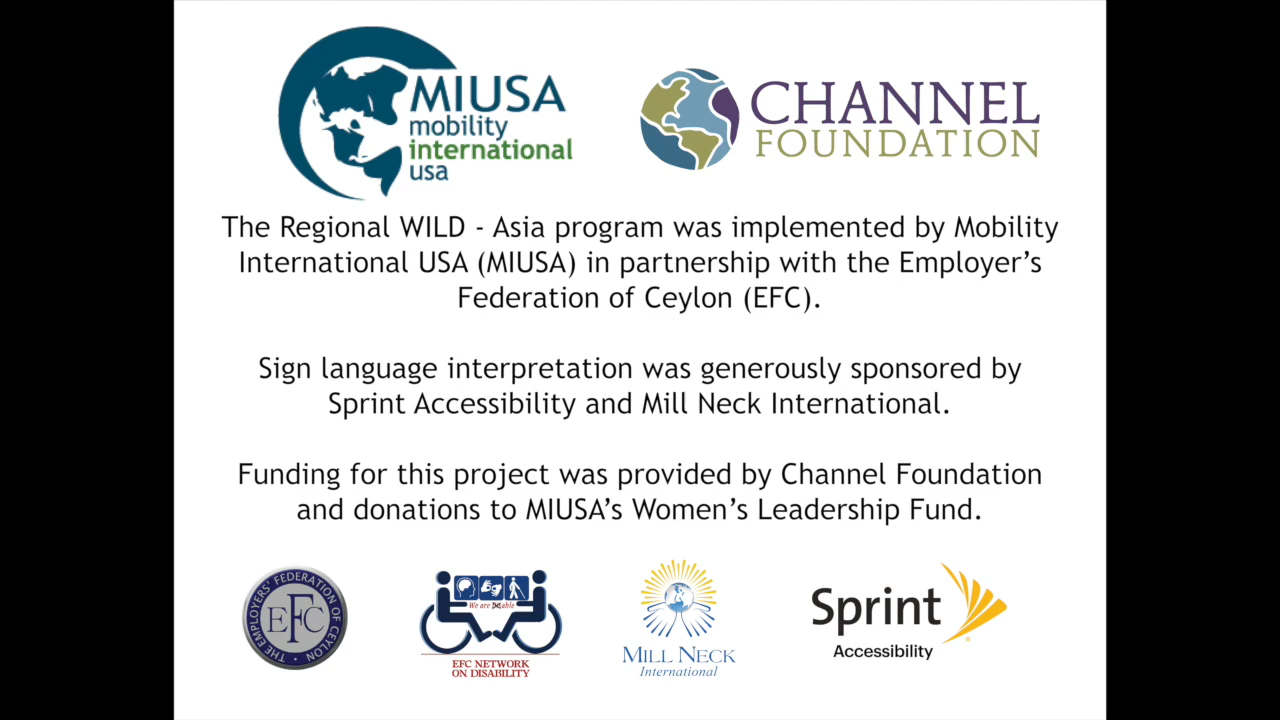 MIUSA
mobility
international
usa
CHANNEL
FOUNDATION
The Regional WILD - Asia program was implemented by Mobility
International USA (MIUSA) in partnership with the Employer's
Federation of Ceylon (EFC).
Sign language interpretation was generously sponsored by
Sprint Accessibility and Mill Neck International.
Funding for this project was provided by Channel Foundation
and donations to MIUSA's Women's Leadership Fund.
THE EMPLOYERS' FEDERATION OF CEYLON
EFC
We are able
EFC NETWORK
ON DISABILITY
MILL NECK
International
Sprint
Accessibility